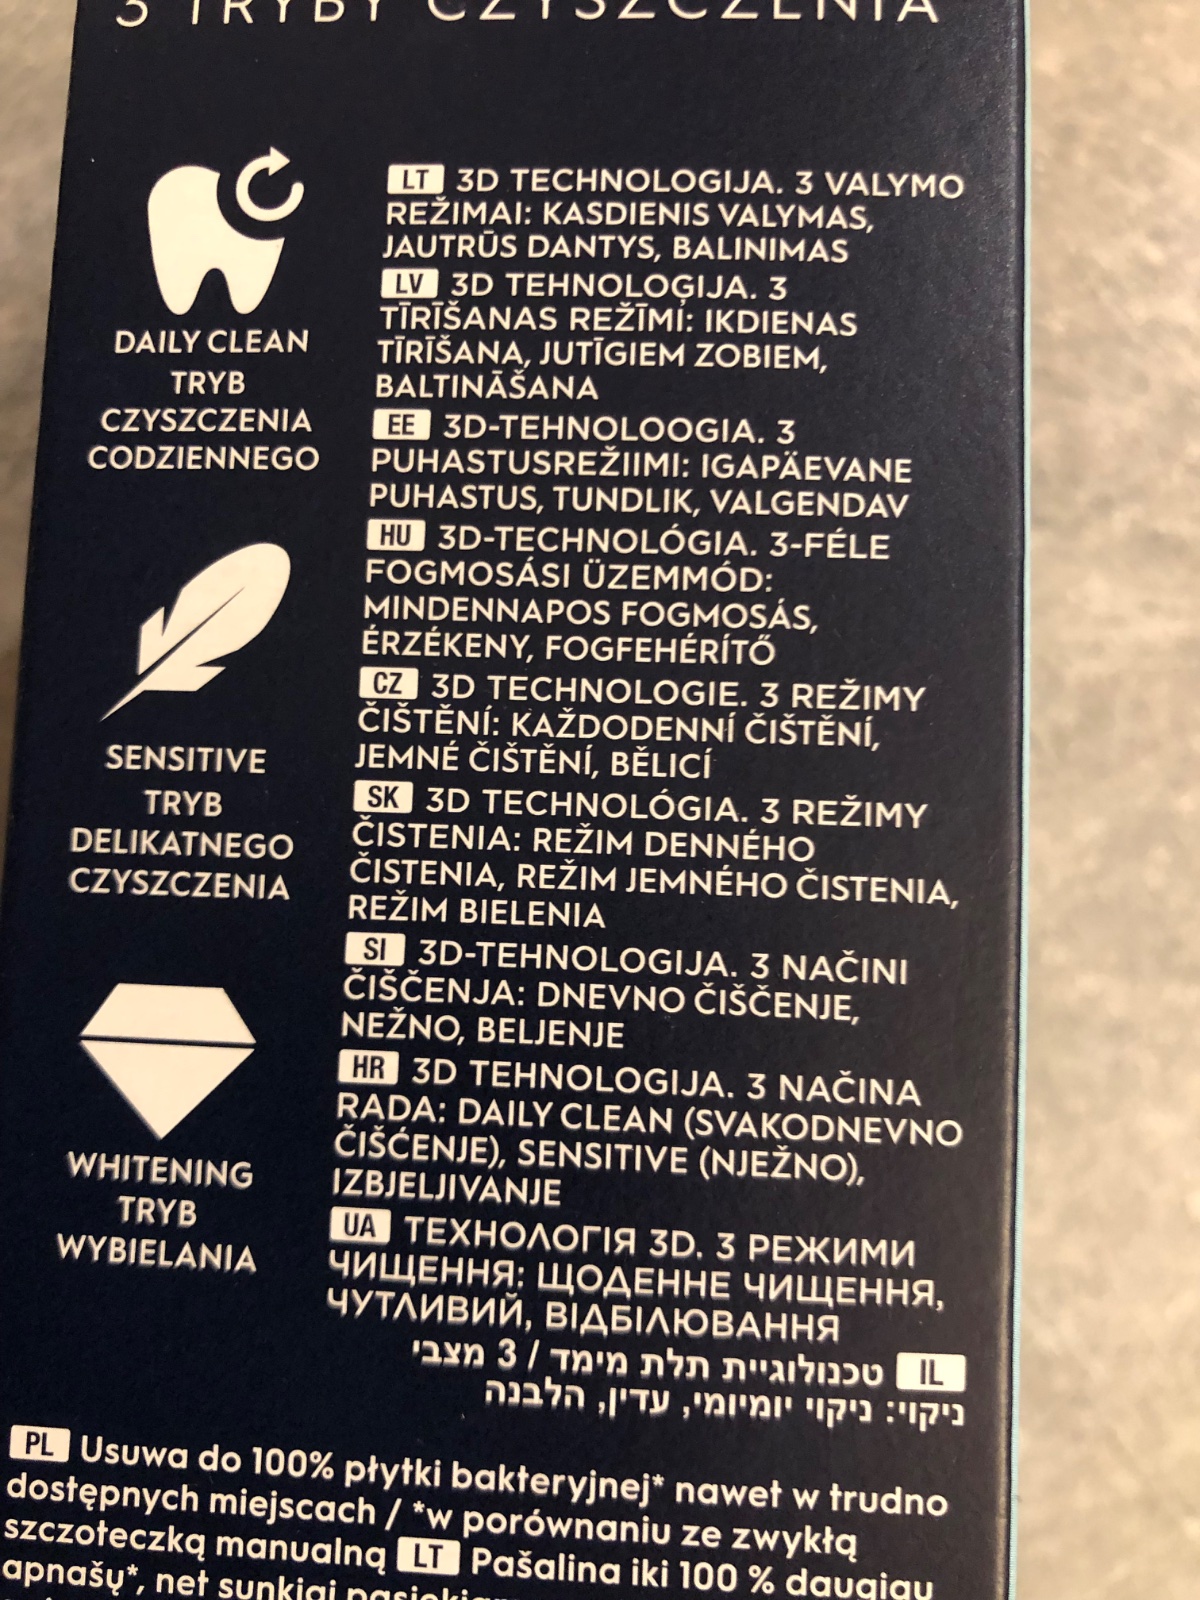 3 TRYBY CZYSZCZENIA
DAILY CLEAN
TRYB
CZYSZCZENIA
CODZIENNEGO
SENSITIVE
TRYB
DELIKATNEGO
CZYSZCZENIA
WHITENING
TRYB
WYBIELANIA
LT 3D TECHNOLOGIJA. 3 VALYMO
REŽIMAI: KASDIENIS VALYMAS,
JAUTRŪS DANTYS, BALINIMAS
LV 3D TEHNOLOĢIJA. 3
TĪRĪŠANAS REŽĪMI: IKDIENAS
TĪRĪŠANA, JUTĪGIEM ZOBIEM,
BALTINĀŠANA
EE 3D-TEHNOLOOGIA. 3
PUHASTUSREŽIIMI: IGAPÄEVANE
PUHASTUS, TUNDLIK, VALGENDAV
HU 3D-TECHNOLÓGIA. 3-FÉLE
FOGMOSÁSI ÜZEMMÓD:
MINDENNAPOS FOGMOSÁS,
ÉRZÉKENY, FOGFEHÉRÍTŐ
CZ 3D TECHNOLOGIE. 3 REŽIMY
ČIŠTĚNÍ: KAŽDODENNÍ ČIŠTĚNÍ,
JEMNÉ ČIŠTĚNÍ, BĚLICÍ
SK 3D TECHNOLÓGIA. 3 REŽIMY
ČISTENIA: REŽIM DENNÉHO
ČISTENIA, REŽIM JEMNÉHO ČISTENIA,
REŽIM BIELENIA
SI 3D-TEHNOLOGIJA. 3 NAČINI
ČIŠČENJA: DNEVNO ČIŠČENJE,
NEŽNO, BELJENJE
HR 3D TEHNOLOGIJA. 3 NAČINA
RADA: DAILY CLEAN (SVAKODNEVNO
ČIŠĆENJE), SENSITIVE (NJEŽNO),
IZBJELJIVANJE
UA ТЕХНОЛОГІЯ 3D. 3 РЕЖИМИ
ЧИЩЕННЯ: ЩОДЕННЕ ЧИЩЕННЯ,
ЧУТЛИВИЙ, ВІДБІЛЮВАННЯ
IL טכנולוגיית תלת מימד / 3 מצבי
ניקוי: ניקוי יומיומי, עדין, הלבנה
PL Usuwa do 100% płytki bakteryjnej* nawet w trudno
dostępnych miejscach / *w porównaniu ze zwykłą
szczoteczką manualną LT Pašalina iki 100 % daugiau
apnašų*, net sunkiai